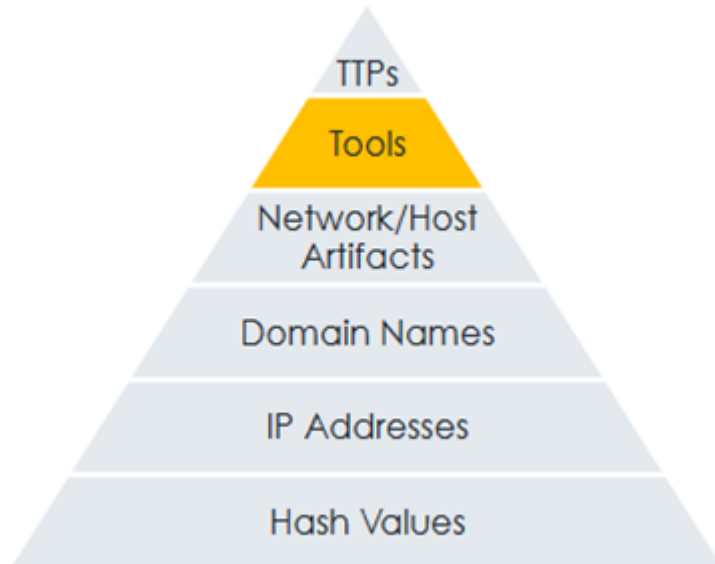 TTPs
Tools
Network/Host
Artifacts
Domain Names
IP Addresses
Hash Values